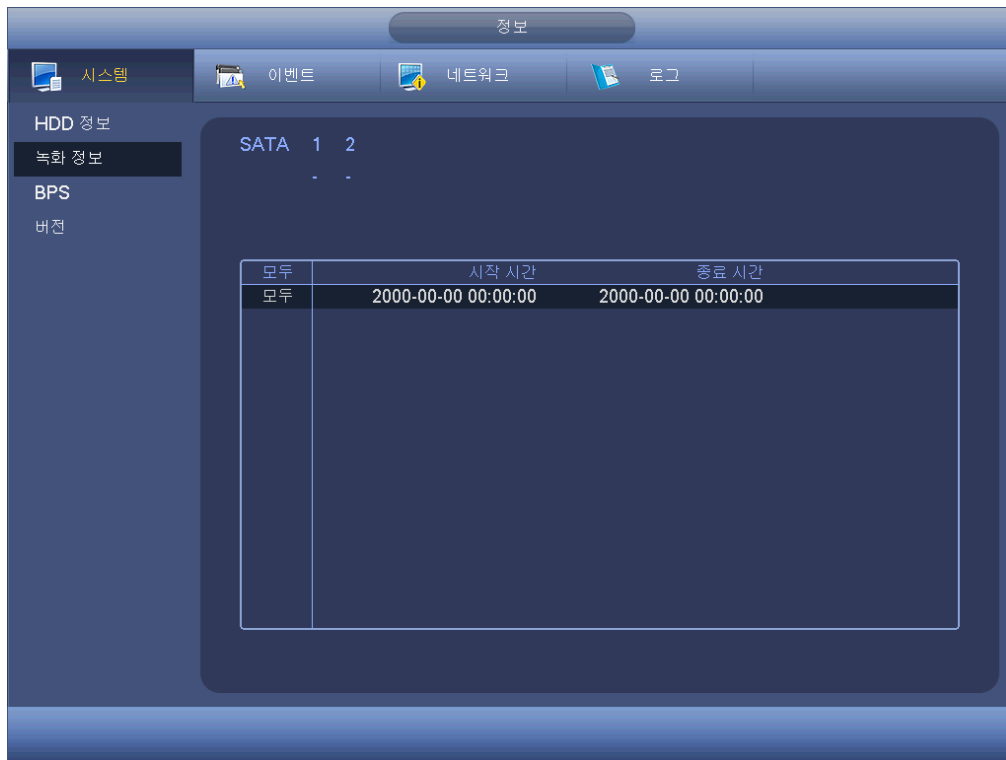 정보
시스템 이벤트 네트워크 로그
HDD 정보
녹화 정보
BPS
버전
SATA 1 2
- -
모두 시작 시간 종료 시간
모두 2000-00-00 00:00:00 2000-00-00 00:00:00